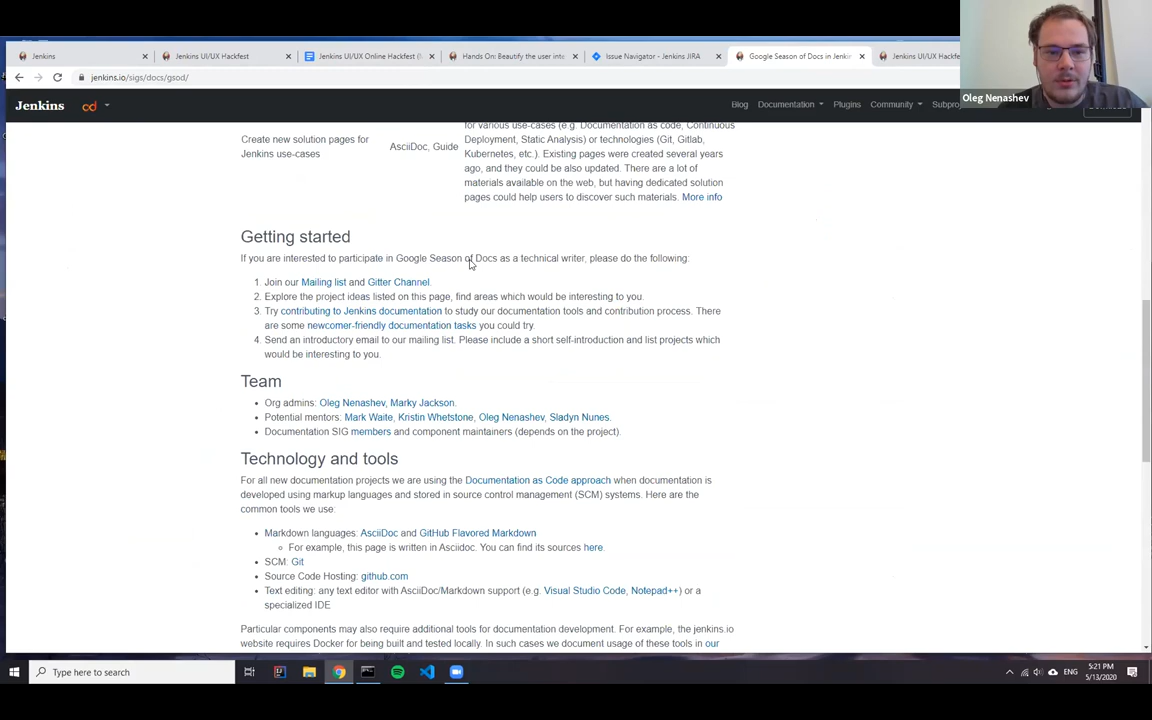 Jenkins
Jenkins UI/UX Hackfest
Jenkins UI/UX Online Hackfest (
Hands On: Beautify the user inte
Issue Navigator - Jenkins JIRA
Google Season of Docs in Jenkin
Jenkins UI/UX Hackfe
jenkins.io/sigs/docs/gsod/
Oleg Nenashev
Jenkins
cd
Blog
Documentation
Plugins
Community
Subproj
for various use-cases (e.g. Documentation as code, Continuous
Create new solution pages for
Jenkins use-cases
AsciiDoc, Guide
Deployment, Static Analysis) or technologies (Git, Gitlab,
Kubernetes, etc.). Existing pages were created several years
ago, and they could be also updated. There are a lot of
materials available on the web, but having dedicated solution
pages could help users to discover such materials. More info
Getting started
If you are interested to participate in Google Season of Docs as a technical writer, please do the following:
1. Join our Mailing list and Gitter Channel.
2. Explore the project ideas listed on this page, find areas which would be interesting to you.
3. Try contributing to Jenkins documentation to study our documentation tools and contribution process. There
are some newcomer-friendly documentation tasks you could try.
4. Send an introductory email to our mailing list. Please include a short self-introduction and list projects which
would be interesting to you.
Team
• Org admins: Oleg Nenashev, Marky Jackson.
• Potential mentors: Mark Waite, Kristin Whetstone, Oleg Nenashev, Sladyn Nunes.
• Documentation SIG members and component maintainers (depends on the project).
Technology and tools
For all new documentation projects we are using the Documentation as Code approach when documentation is
developed using markup languages and stored in source control management (SCM) systems. Here are the
common tools we use:
• Markdown languages: AsciiDoc and GitHub Flavored Markdown
◦ For example, this page is written in Asciidoc. You can find its sources here.
• SCM: Git
• Source Code Hosting: github.com
• Text editing: any text editor with AsciiDoc/Markdown support (e.g. Visual Studio Code, Notepad++) or a
specialized IDE
Particular components may also require additional tools for documentation development. For example, the jenkins.io
website requires Docker for being built and tested locally. In such cases we document usage of these tools in our
Type here to search
ENG
5:21 PM
5/13/2020